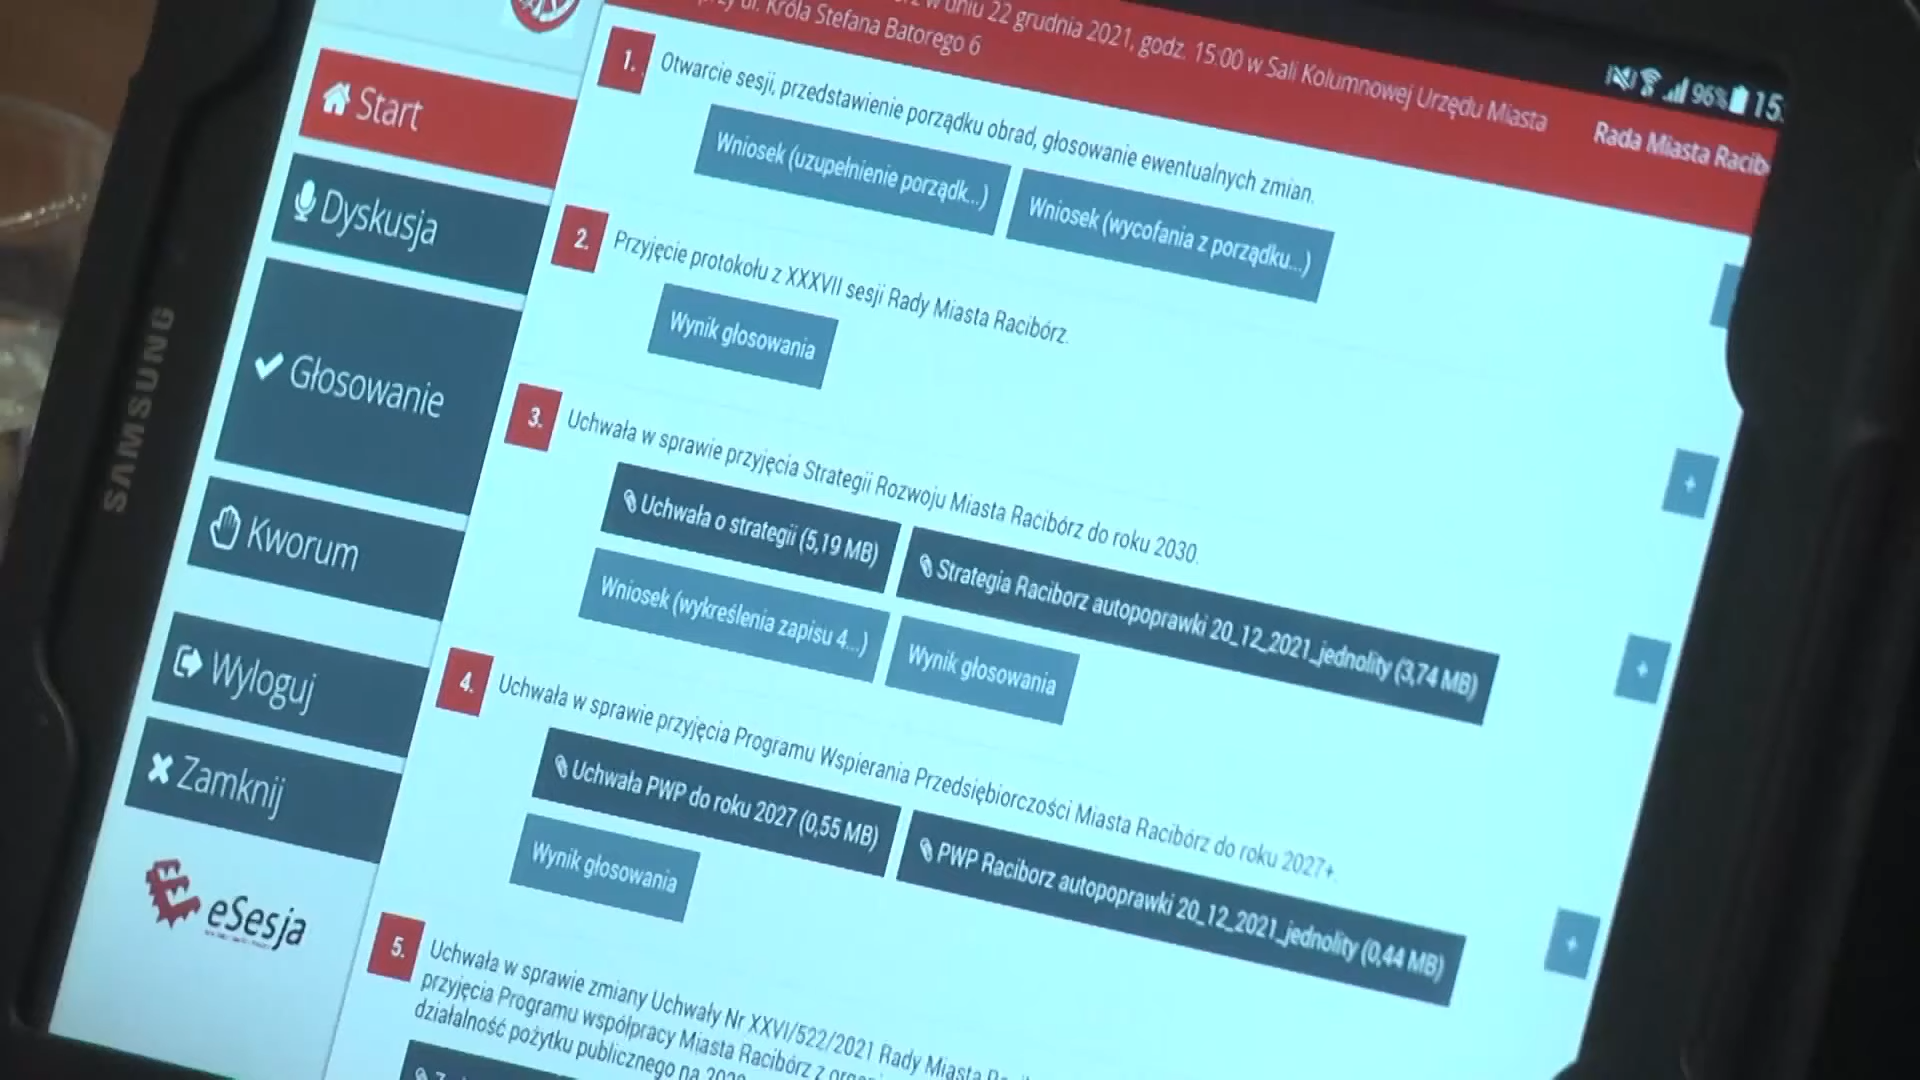 w dniu 22 grudnia 2021, godz. 15:00 w Sali Kolumnowej Urzędu Miasta
przy ul. Króla Stefana Batorego 6
96% 15:
Rada Miasta Racib
Start
Dyskusja
Głosowanie
Kworum
Wyloguj
Zamknij
eSesja
SAMSUNG
1. Otwarcie sesji, przedstawienie porządku obrad, głosowanie ewentualnych zmian.
Wniosek (uzupełnienie porządk...) Wniosek (wycofania z porządku...)
2. Przyjęcie protokołu z XXXVII sesji Rady Miasta Racibórz.
Wynik głosowania
3. Uchwała w sprawie przyjęcia Strategii Rozwoju Miasta Racibórz do roku 2030.
Uchwała o strategii (5,19 MB) Strategia Raciborz autopoprawki 20_12_2021_jednolity (3,74 MB)
Wniosek (wykreślenia zapisu 4...) Wynik głosowania
4. Uchwała w sprawie przyjęcia Programu Wspierania Przedsiębiorczości Miasta Racibórz do roku 2027+.
Uchwała PWP do roku 2027 (0,55 MB) PWP Raciborz autopoprawki 20_12_2021_jednolity (0,44 MB)
Wynik głosowania
5. Uchwała w sprawie zmiany Uchwały Nr XXVI/522/2021 Rady Miasta
przyjęcia Programu współpracy Miasta Racibórz z
działalność pożytku publicznego na